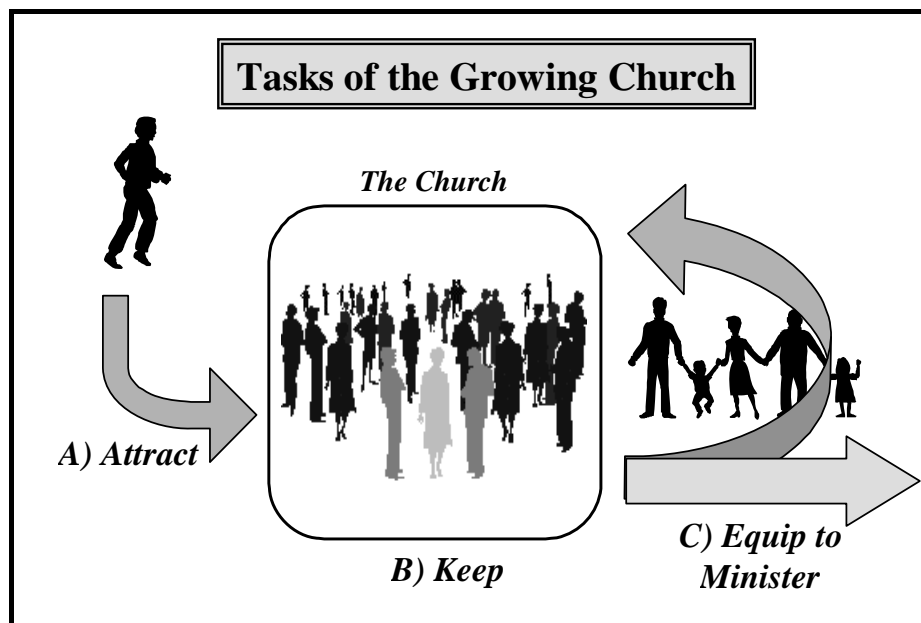 Tasks of the Growing Church
The Church
A) Attract
B) Keep
C) Equip to
Minister